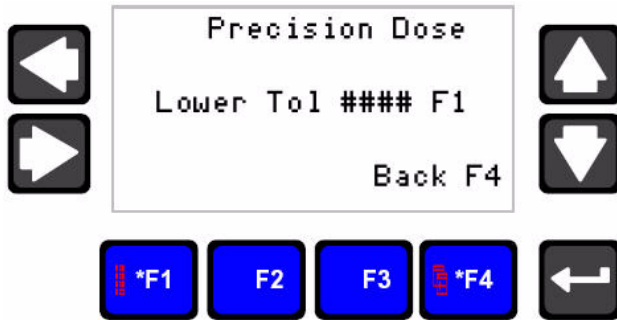 Precision Dose
Lower Tol #### F1
Back F4
*F1
F2
F3
*F4